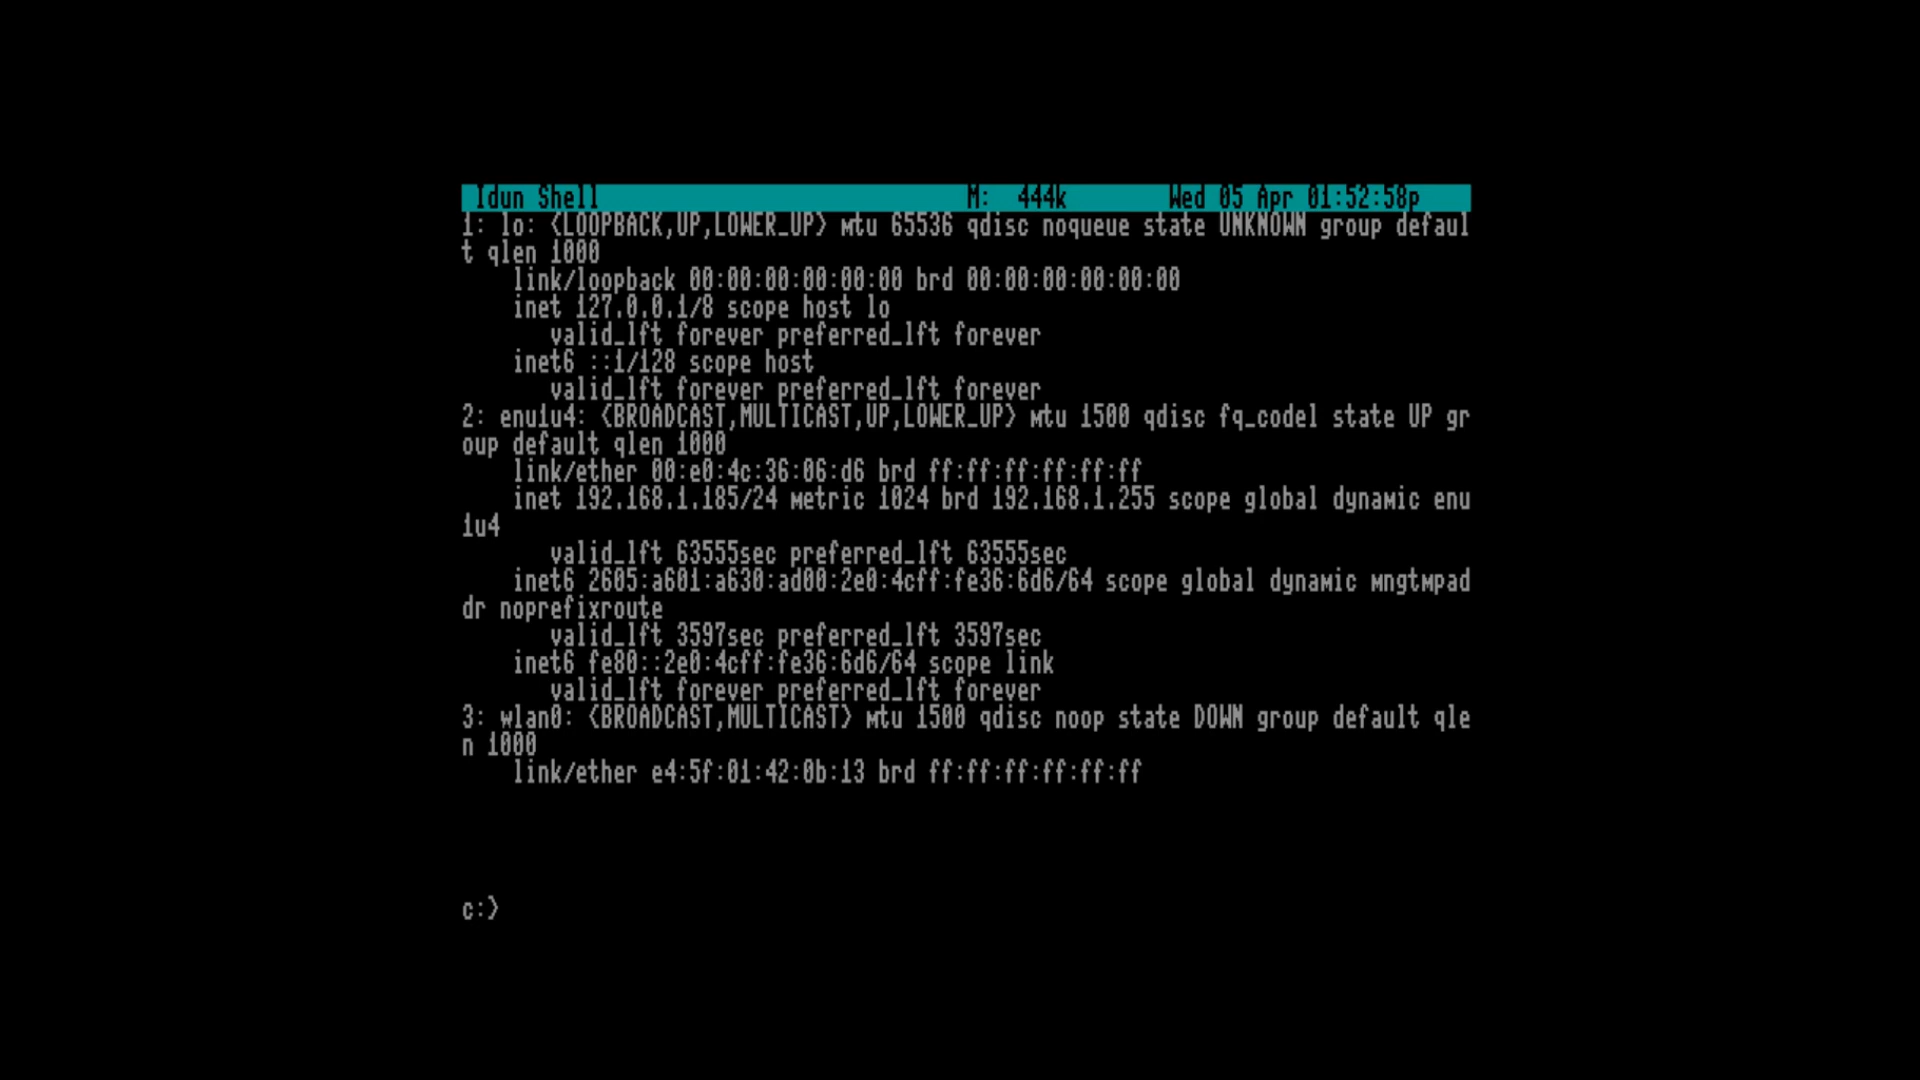 Idun Shell M: 444k Wed 05 Apr 01:52:58p
1: lo: <LOOPBACK,UP,LOWER_UP> mtu 65536 qdisc noqueue state UNKNOWN group defaul
t qlen 1000
link/loopback 00:00:00:00:00:00 brd 00:00:00:00:00:00
inet 127.0.0.1/8 scope host lo
valid_lft forever preferred_lft forever
inet6 ::1/128 scope host
valid_lft forever preferred_lft forever
2: enu1u4: <BROADCAST,MULTICAST,UP,LOWER_UP> mtu 1500 qdisc fq_codel state UP gr
oup default qlen 1000
link/ether 00:e0:4c:36:06:d6 brd ff:ff:ff:ff:ff:ff
inet 192.168.1.185/24 metric 1024 brd 192.168.1.255 scope global dynamic enu
1u4
valid_lft 63555sec preferred_lft 63555sec
inet6 2605:a601:a630:ad00:2e0:4cff:fe36:6d6/64 scope global dynamic mngtmpad
dr noprefixroute
valid_lft 3597sec preferred_lft 3597sec
inet6 fe80::2e0:4cff:fe36:6d6/64 scope link
valid_lft forever preferred_lft forever
3: wlan0: <BROADCAST,MULTICAST> mtu 1500 qdisc noop state DOWN group default qle
n 1000
link/ether e4:5f:01:42:0b:13 brd ff:ff:ff:ff:ff:ff
c:>